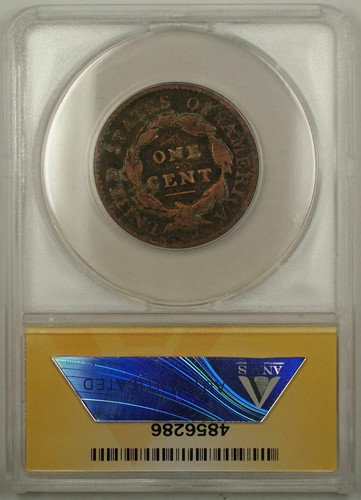 UNITED STATES OF AMERICA
ONE
CENT
ANACS
4856286